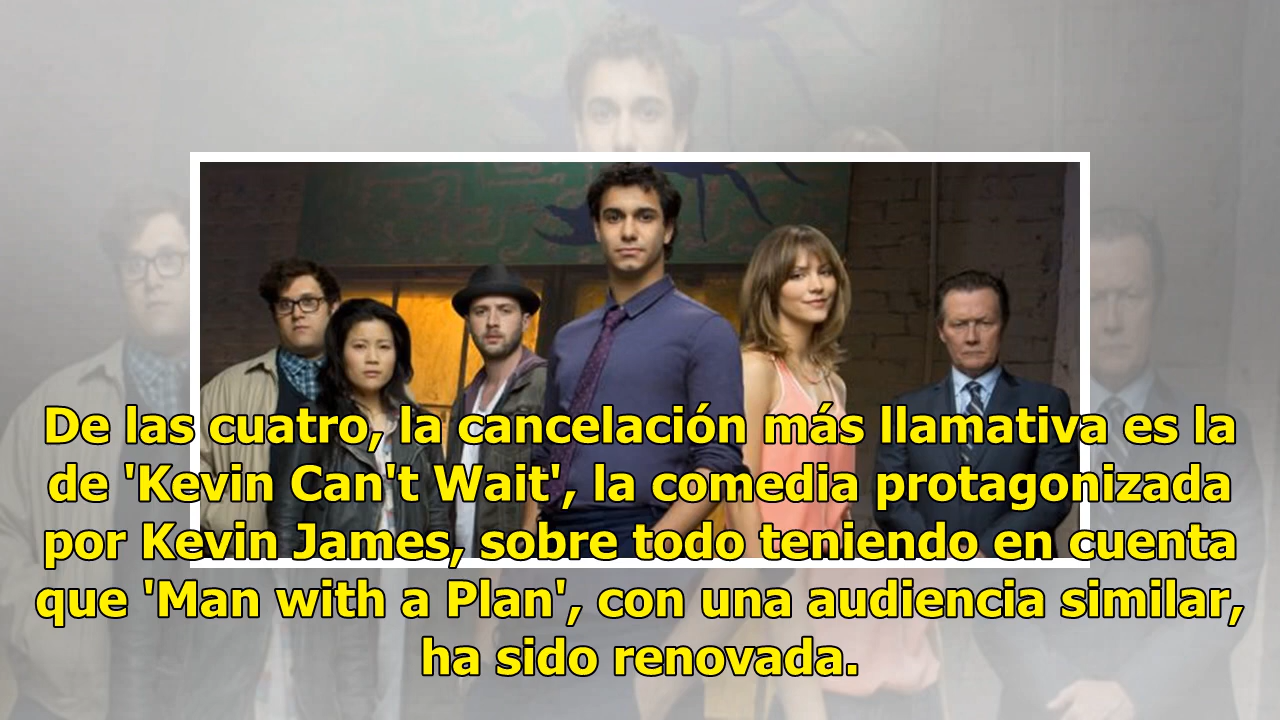 De las cuatro, la cancelación más llamativa es la
de 'Kevin Can't Wait', la comedia protagonizada
por Kevin James, sobre todo teniendo en cuenta
que 'Man with a Plan', con una audiencia similar,
ha sido renovada.